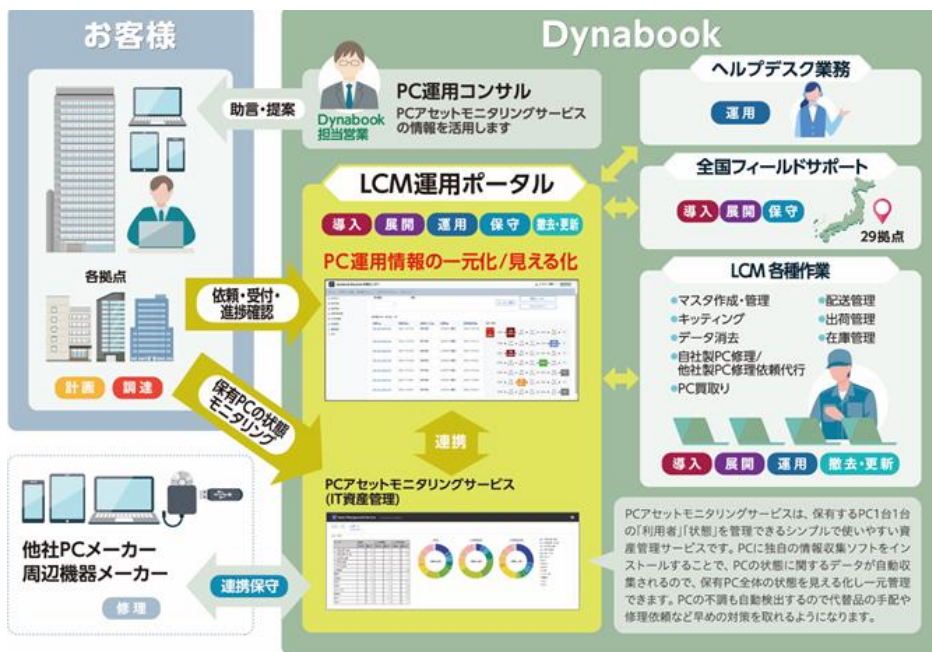 お客様
各拠点
計画
調達
他社PCメーカー
周辺機器メーカー
修理
助言・提案
依頼・受付・
進捗確認
保有PCの状態
モニタリング
連携保守
Dynabook
Dynabook
担当営業
PC運用コンサル
PCアセットモニタリングサービス
の情報を活用します
LCM運用ポータル
導入
展開
運用
保守
撤去・更新
PC運用情報の一元化/見える化
連携
PCアセットモニタリングサービス
(IT資産管理)
ヘルプデスク業務
運用
全国フィールドサポート
導入
展開
保守
29拠点
LCM 各種作業
●マスタ作成・管理
●キッティング
●データ消去
●自社製PC修理/
他社製PC修理依頼代行
●PC買取り
●配送管理
●出荷管理
●在庫管理
導入
展開
運用
撤去・更新
PCアセットモニタリングサービスは、保有するPC1台1台
の「利用者」「状態」を管理できるシンプルで使いやすい資
産管理サービスです。PCに独自の情報収集ソフトをイン
ストールすることで、PCの状態に関するデータが自動収
集されるので、保有PC全体の状態を見える化し一元管理
できます。PCの不調も自動検出するので代替品の手配や
修理依頼など早めの対策を取れるようになります。